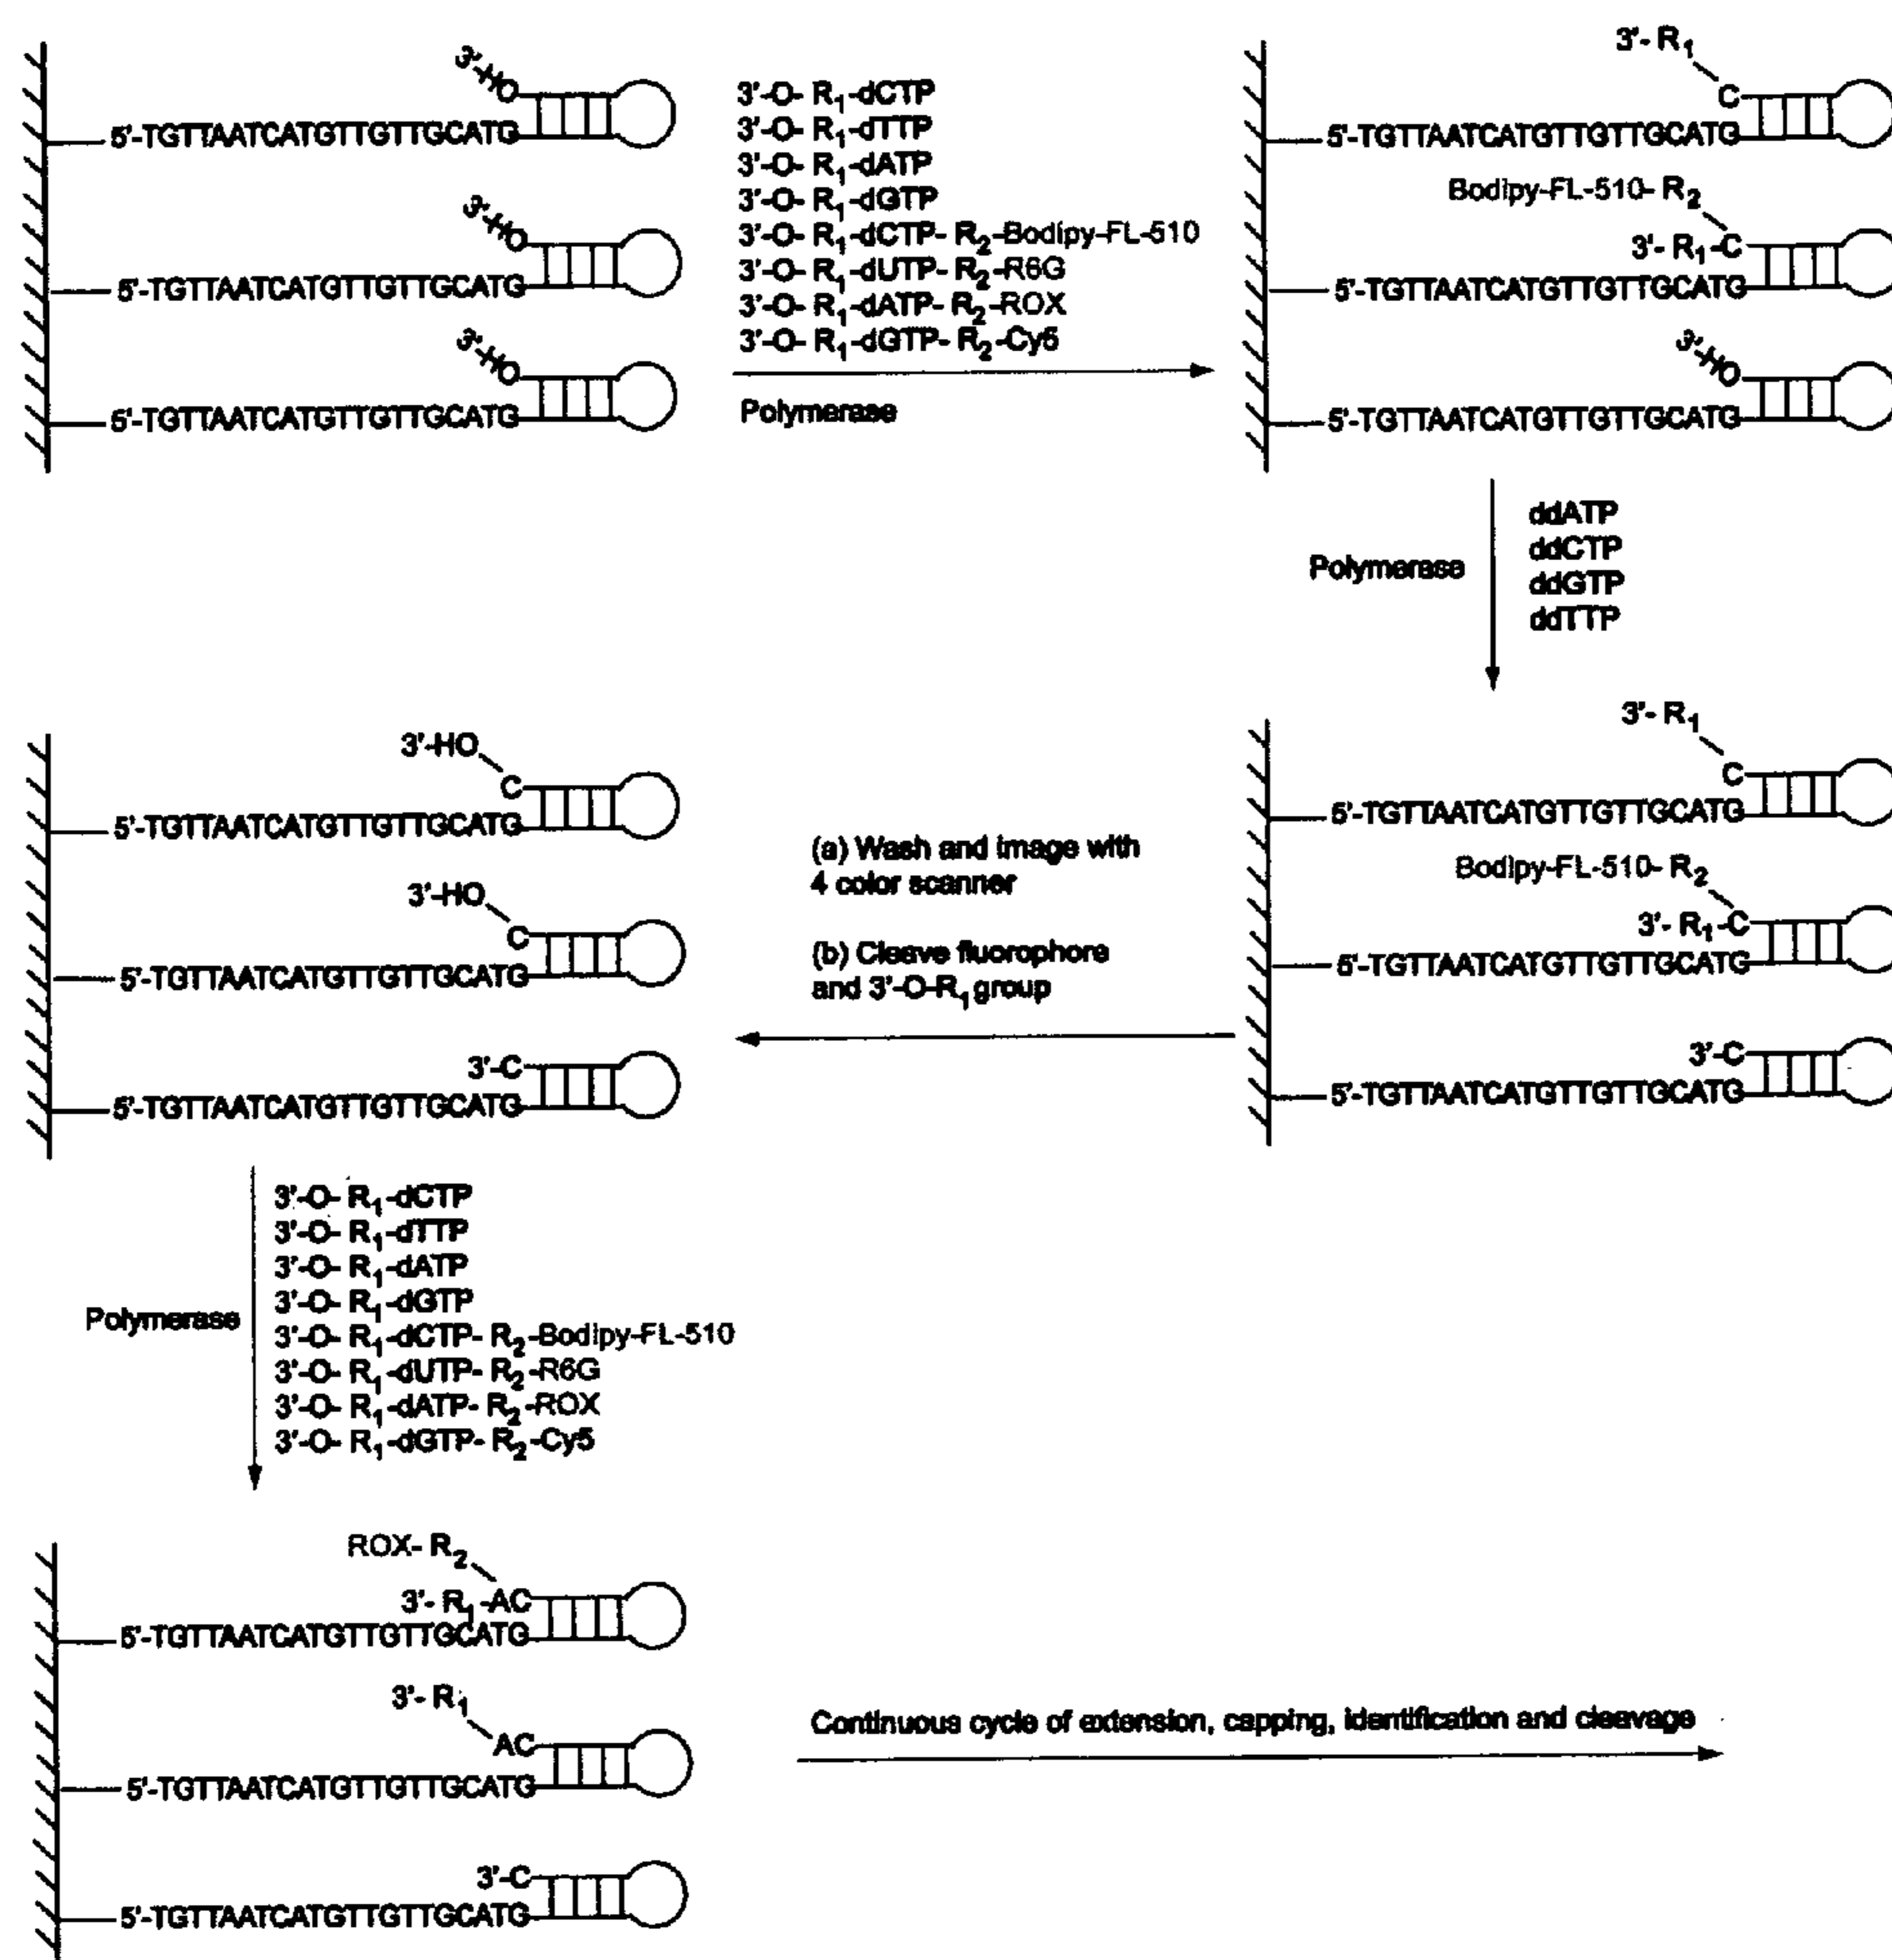 3'-HO
5'-TGTTAATCATGTTGTTGCATG
3'-HO
5'-TGTTAATCATGTTGTTGCATG
3'-HO
5'-TGTTAATCATGTTGTTGCATG
3'-O- R1-dCTP
3'-O- R1-dTTP
3'-O- R1-dATP
3'-O- R1-dGTP
3'-O- R1-dCTP- R2-Bodipy-FL-510
3'-O- R1-dUTP- R2-R6G
3'-O- R1-dATP- R2-ROX
3'-O- R1-dGTP- R2-Cy5
Polymerase
3'- R1
C
5'-TGTTAATCATGTTGTTGCATG
Bodipy-FL-510- R2
3'- R1-C
5'-TGTTAATCATGTTGTTGCATG
3'-HO
5'-TGTTAATCATGTTGTTGCATG
Polymerase
ddATP
ddCTP
ddGTP
ddTTP
3'- R1
C
5'-TGTTAATCATGTTGTTGCATG
Bodipy-FL-510- R2
3'- R1-C
5'-TGTTAATCATGTTGTTGCATG
3'-C
5'-TGTTAATCATGTTGTTGCATG
(a) Wash and image with
4 color scanner
(b) Cleave fluorophore
and 3'-O-R1 group
3'-HO
C
5'-TGTTAATCATGTTGTTGCATG
3'-HO
C
5'-TGTTAATCATGTTGTTGCATG
3'-C
5'-TGTTAATCATGTTGTTGCATG
Polymerase
3'-O- R1-dCTP
3'-O- R1-dTTP
3'-O- R1-dATP
3'-O- R1-dGTP
3'-O- R1-dCTP- R2-Bodipy-FL-510
3'-O- R1-dUTP- R2-R6G
3'-O- R1-dATP- R2-ROX
3'-O- R1-dGTP- R2-Cy5
ROX- R2
3'- R1-AC
5'-TGTTAATCATGTTGTTGCATG
3'- R1
AC
5'-TGTTAATCATGTTGTTGCATG
3'-C
5'-TGTTAATCATGTTGTTGCATG
Continuous cycle of extension, capping, identification and cleavage